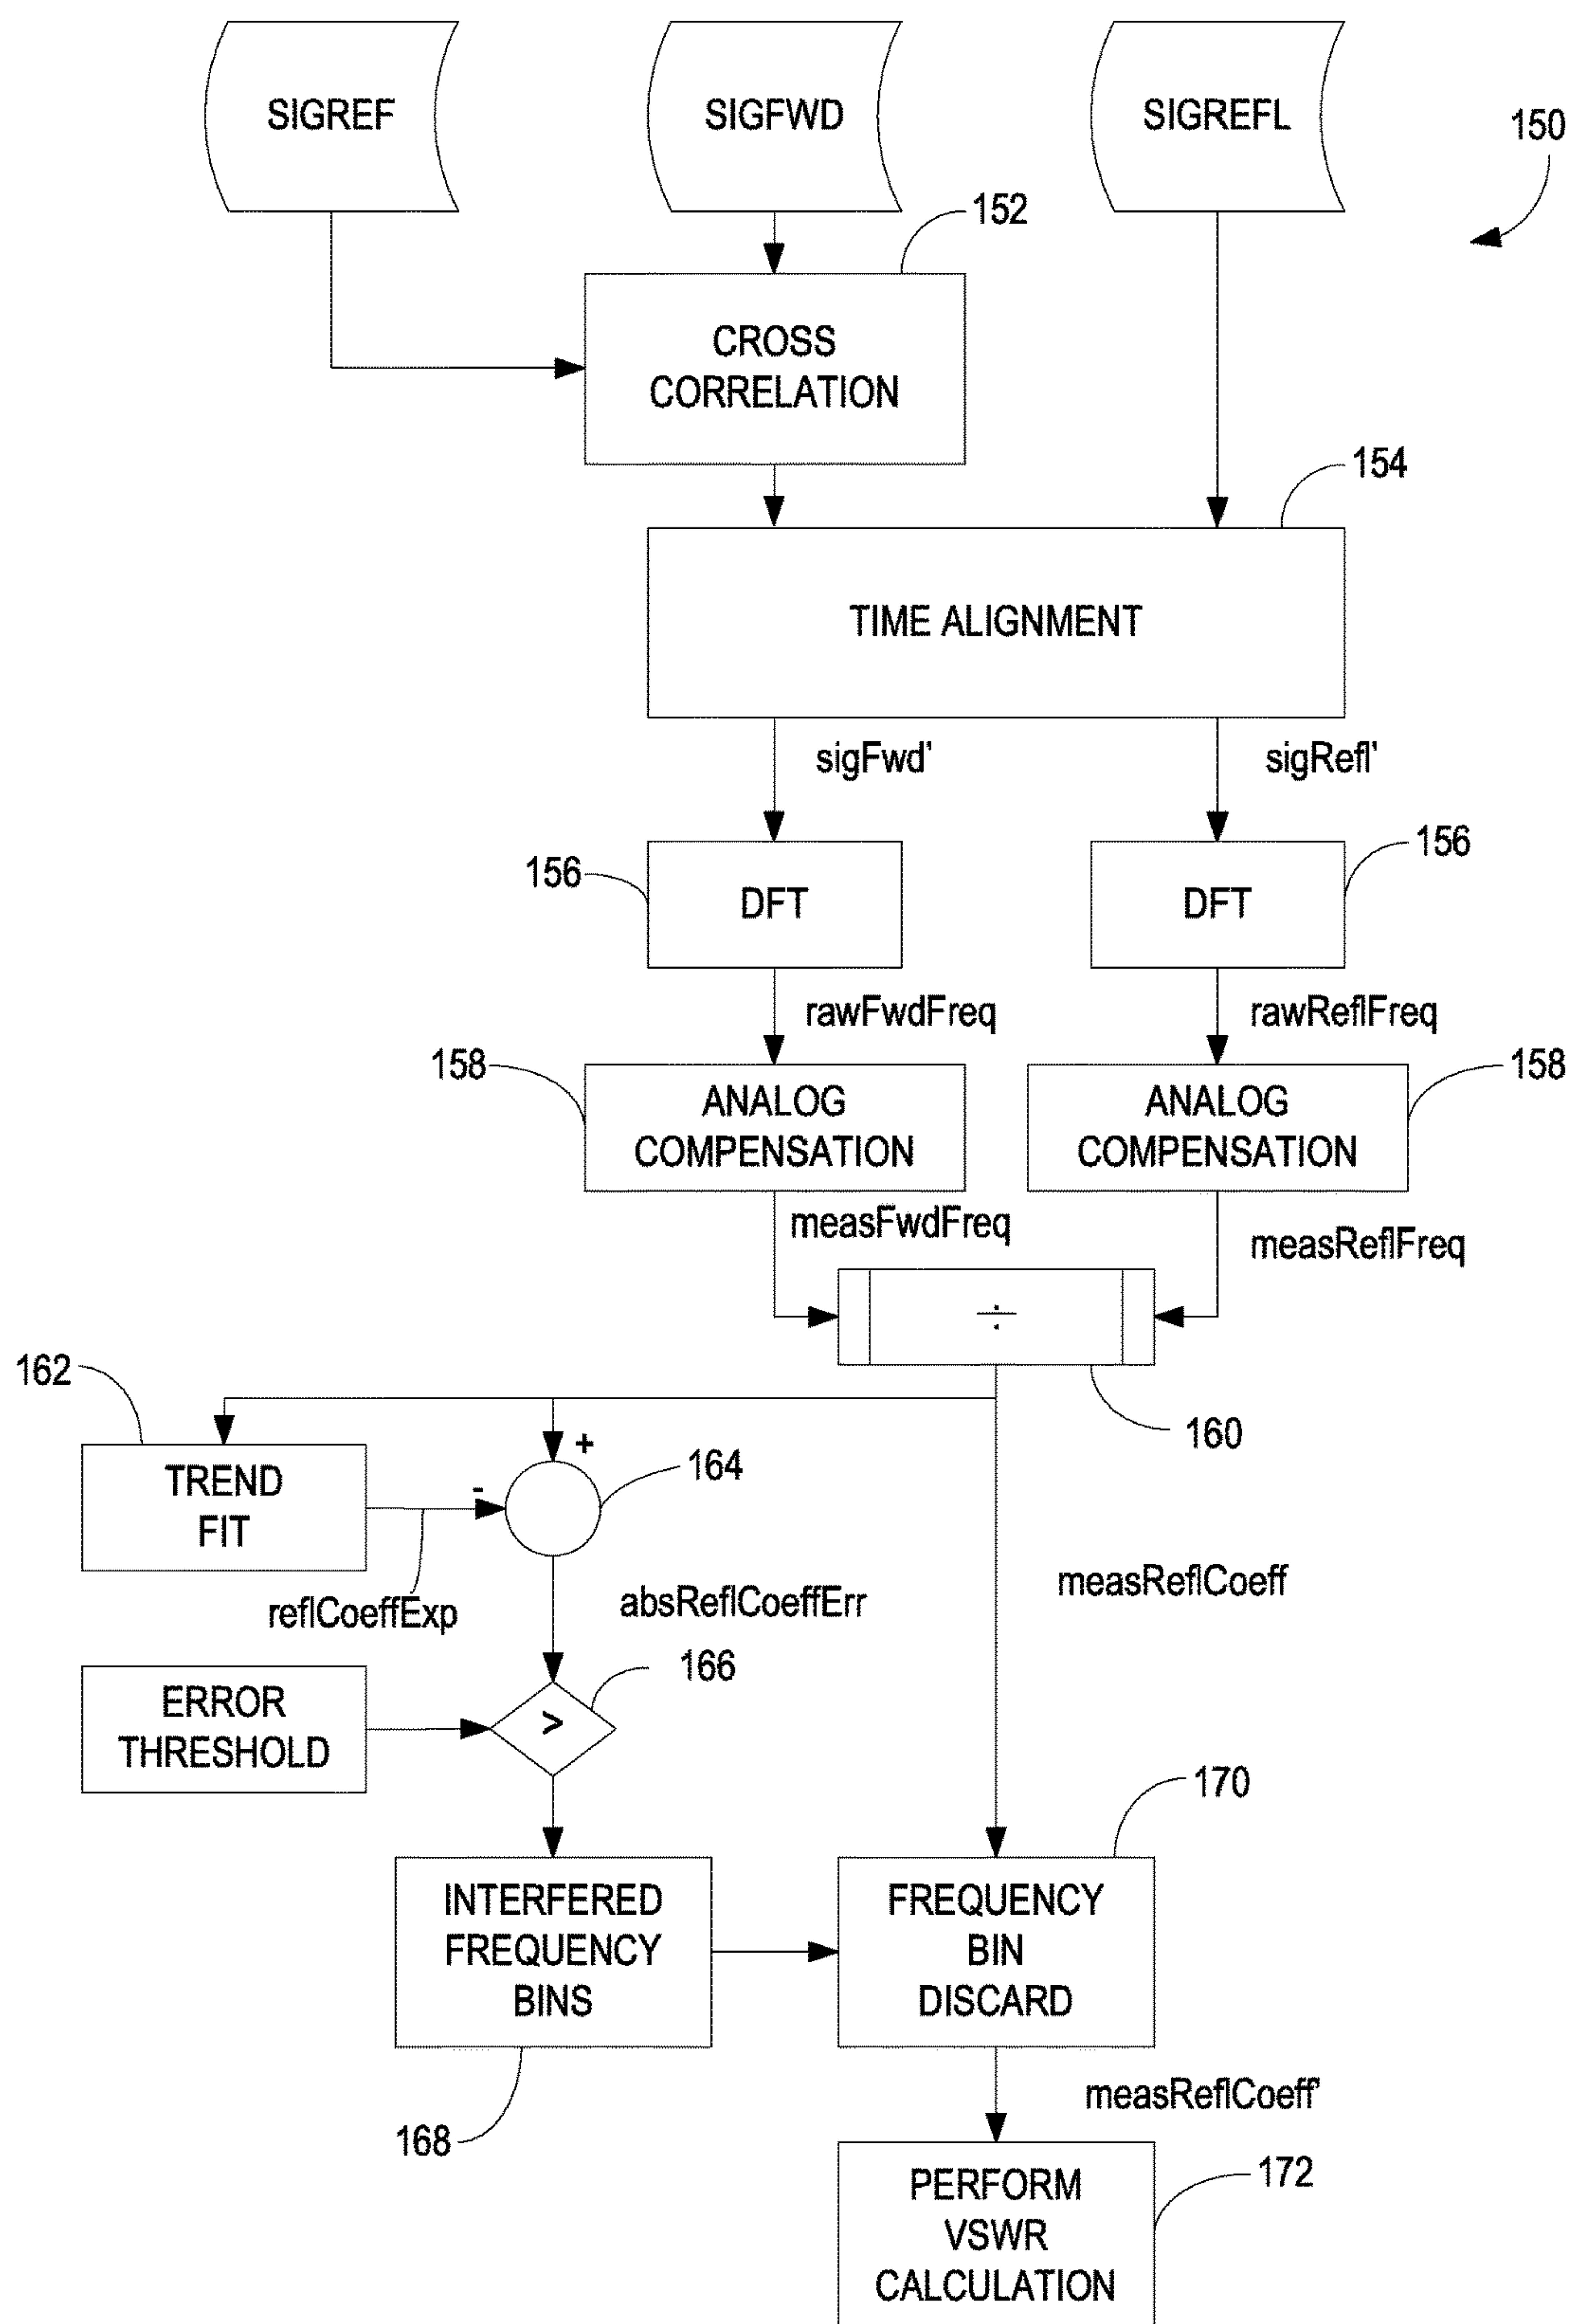 SIGREF
SIGFWD
SIGREFL
150
152
CROSS
CORRELATION
154
TIME ALIGNMENT
sigFwd'
sigRefl'
156
DFT
DFT
156
rawFwdFreq
rawReflFreq
158
ANALOG
COMPENSATION
ANALOG
COMPENSATION
158
measFwdFreq
measReflFreq
÷
160
162
TREND
FIT
+
-
164
reflCoeffExp
absReflCoeffErr
measReflCoeff
ERROR
THRESHOLD
166
>
170
INTERFERED
FREQUENCY
BINS
FREQUENCY
BIN
DISCARD
168
measReflCoeff'
PERFORM
VSWR
CALCULATION
172